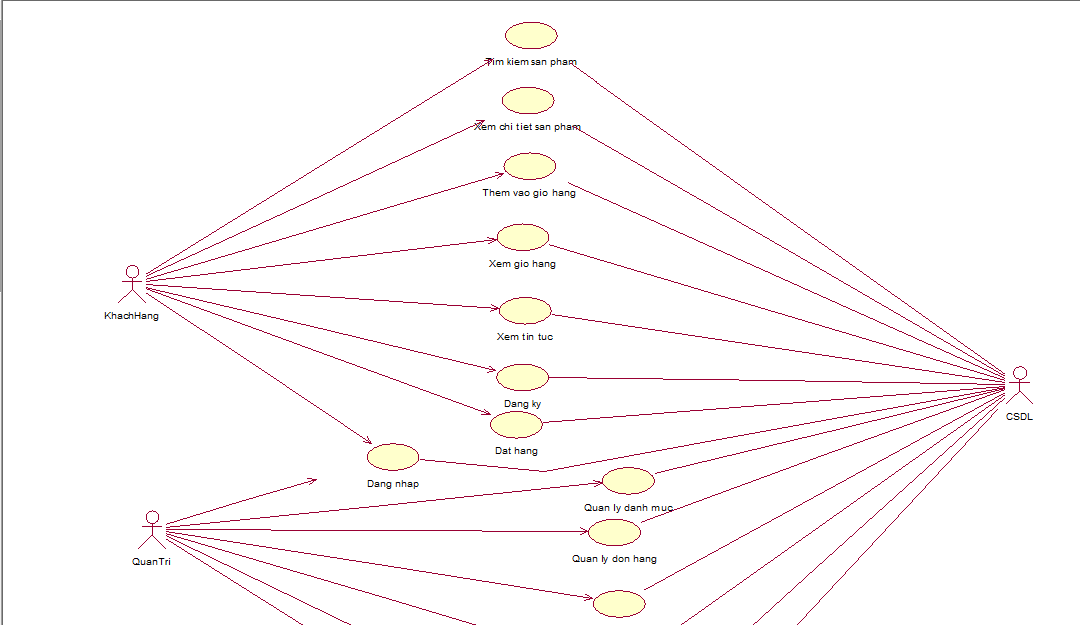 Tim kiem san pham
Xem chi tiet san pham
Them vao gio hang
Xem gio hang
KhachHang
Xem tin tuc
Dang ky
CSDL
Dat hang
Dang nhap
Quan ly danh muc
Quan ly don hang
QuanTri